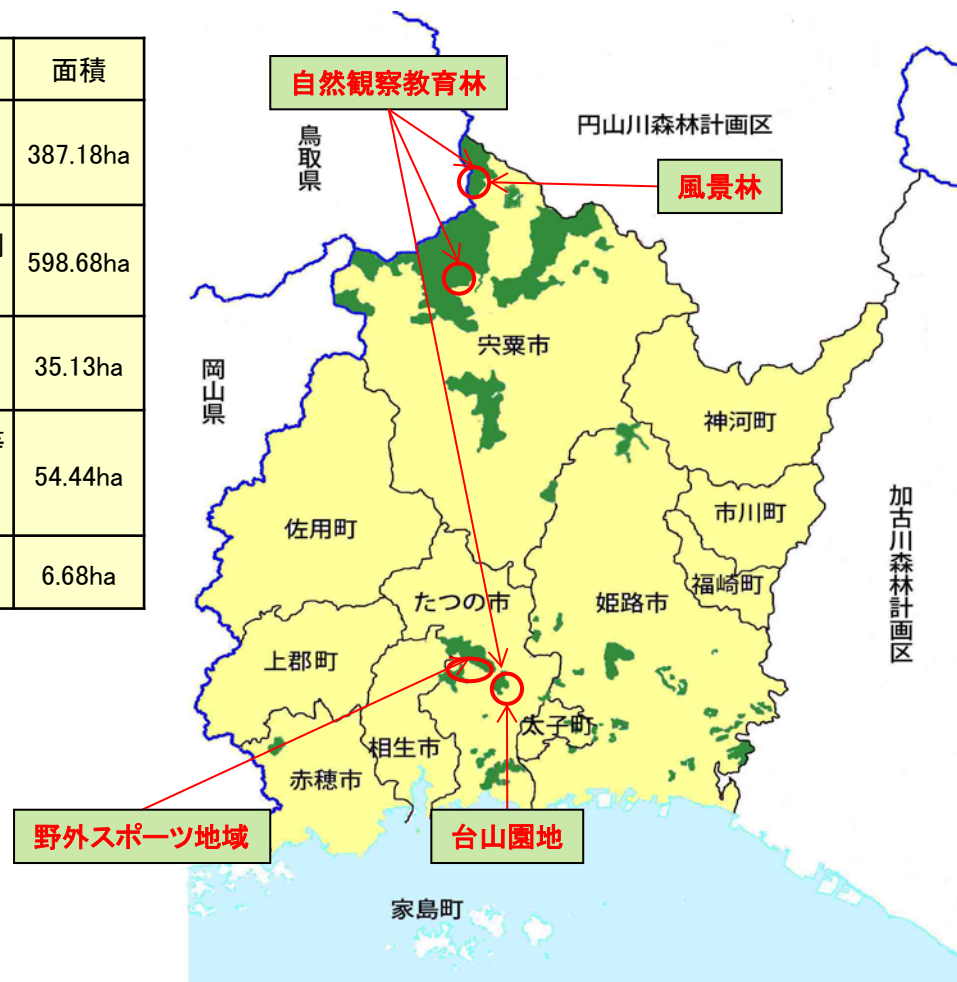 面積
387.18ha
598.68ha
35.13ha
54.44ha
6.68ha
自然観察教育林
円山川森林計画区
鳥取県
風景林
宍粟市
岡山県
神河町
市川町
加古川森林計画区
佐用町
福崎町
たつの市
姫路市
上郡町
太子町
相生市
赤穂市
野外スポーツ地域
台山園地
家島町